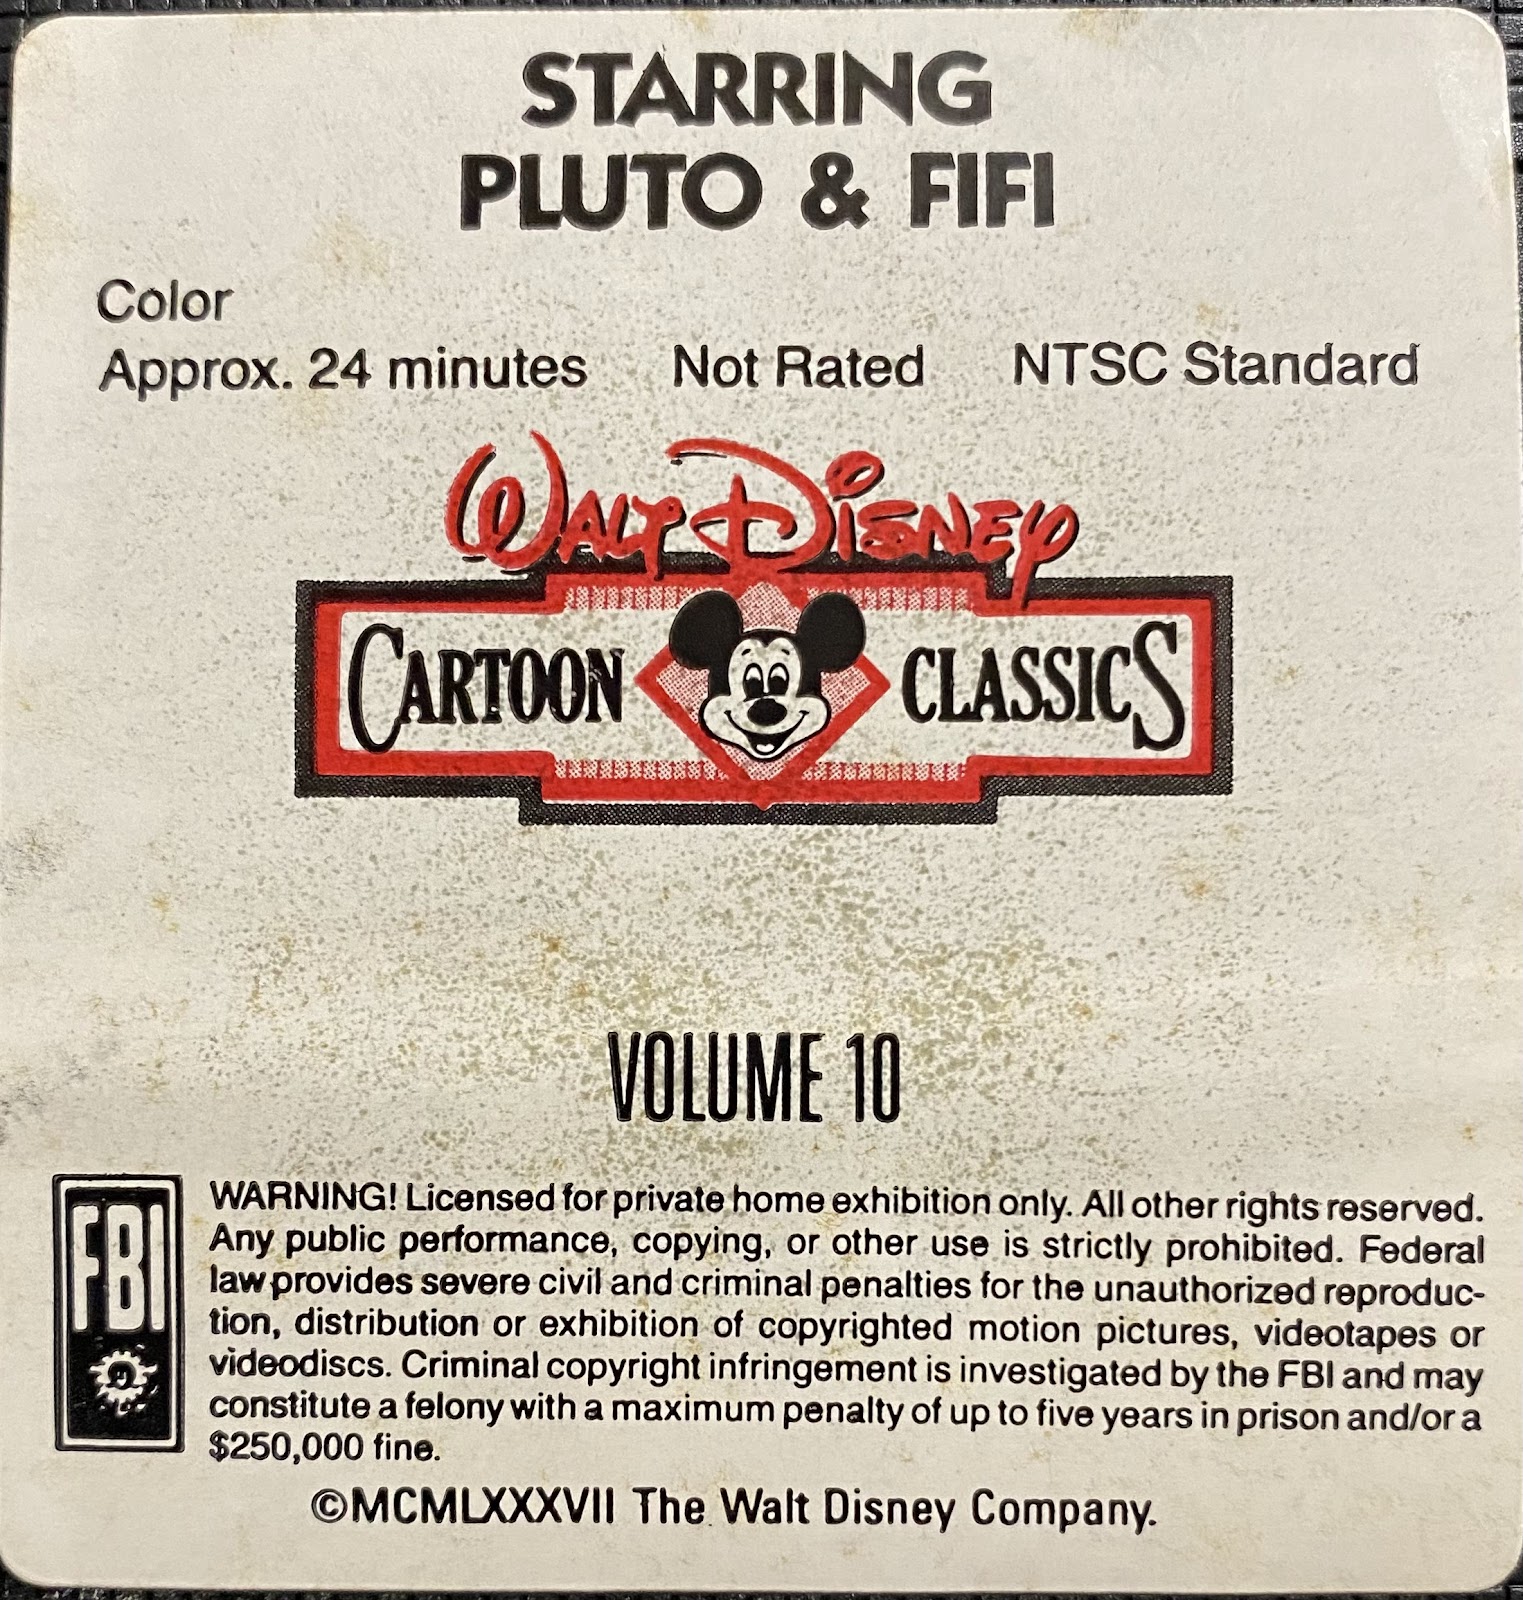 STARRING
PLUTO & FIFI
Color
Approx. 24 minutes Not Rated NTSC Standard
WALT DISNEY
CARTOON CLASSICS
VOLUME 10
FBI
WARNING! Licensed for private home exhibition only. All other rights reserved.
Any public performance, copying, or other use is strictly prohibited. Federal
law provides severe civil and criminal penalties for the unauthorized reproduc-
tion, distribution or exhibition of copyrighted motion pictures, videotapes or
videodiscs. Criminal copyright infringement is investigated by the FBI and may
constitute a felony with a maximum penalty of up to five years in prison and/or a
$250,000 fine.
©MCMLXXXVII The Walt Disney Company.